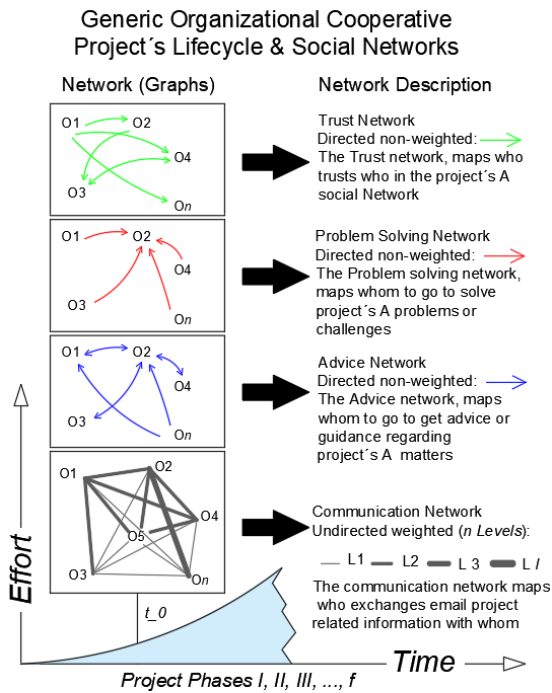 Generic Organizational Cooperative
Project´s Lifecycle & Social Networks
Network (Graphs)
Network Description
O1
O2
O4
O3
On
Trust Network
Directed non-weighted:
The Trust network, maps who
trusts who in the project´s A
social Network
O1
O2
O4
O3
On
Problem Solving Network
Directed non-weighted:
The Problem solving network,
maps whom to go to solve
project´s A problems or
challenges
O1
O2
O4
O3
On
Advice Network
Directed non-weighted:
The Advice network, maps
whom to go to get advice or
guidance regarding
project´s A matters
O1
O2
O4
O5
O3
On
Communication Network
Undirected weighted (n Levels):
L1 L2 L 3 L l
The communication network maps
who exchanges email project
related information with whom
Effort
t_0
Time
Project Phases I, II, III, ..., f